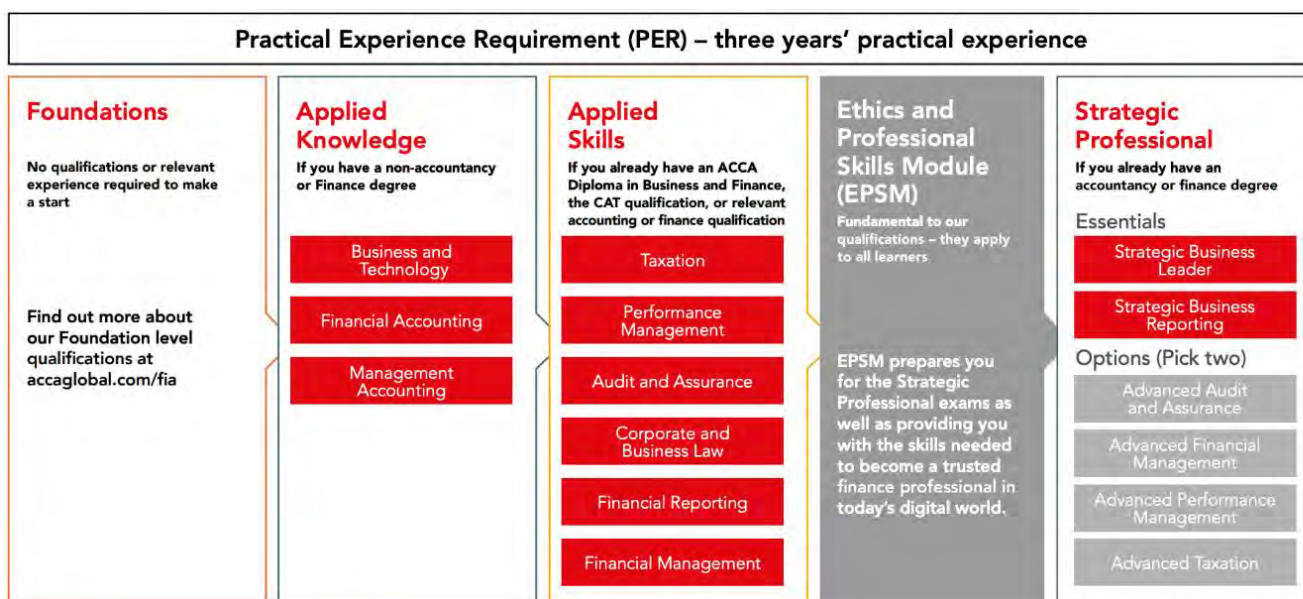 Practical Experience Requirement (PER) – three years’ practical experience
Foundations
No qualifications or relevant
experience required to make
a start
Find out more about
our Foundation level
qualifications at
accaglobal.com/fia
Applied
Knowledge
If you have a non-accountancy
or Finance degree
Business and
Technology
Financial Accounting
Management
Accounting
Applied
Skills
If you already have an ACCA
Diploma in Business and Finance,
the CAT qualification, or relevant
accounting or finance qualification
Taxation
Performance
Management
Audit and Assurance
Corporate and
Business Law
Financial Reporting
Financial Management
Ethics and
Professional
Skills Module
(EPSM)
Fundamental to our
qualifications – they apply
to all learners
EPSM prepares you
for the Strategic
Professional exams as
well as providing you
with the skills needed
to become a trusted
finance professional in
today’s digital world.
Strategic
Professional
If you already have an
accountancy or finance degree
Essentials
Strategic Business
Leader
Strategic Business
Reporting
Options (Pick two)
Advanced Audit
and Assurance
Advanced Financial
Management
Advanced Performance
Management
Advanced Taxation